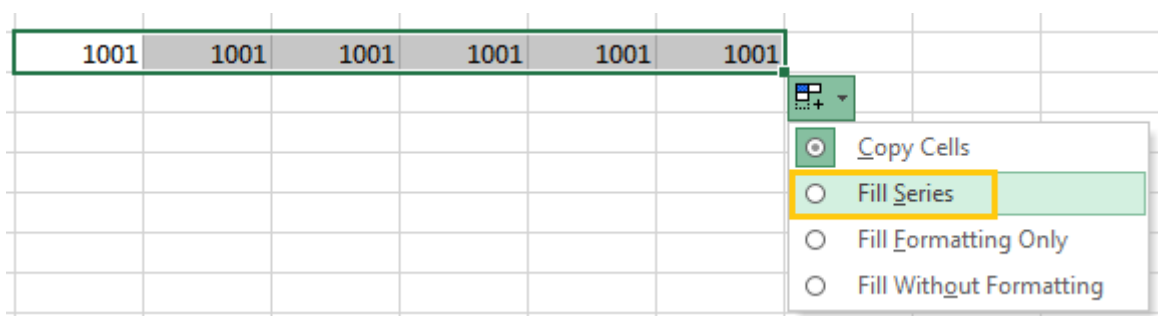 1001 1001 1001 1001 1001 1001
Copy Cells
Fill Series
Fill Formatting Only
Fill Without Formatting